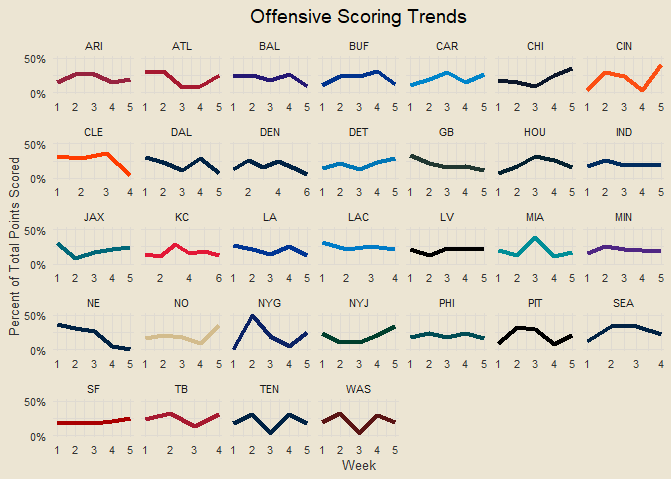 Offensive Scoring Trends
ARI ATL BAL BUF CAR CHI CIN
50%
0%
1 2 3 4 5 1 2 3 4 5 1 2 3 4 5 1 2 3 4 5 1 2 3 4 5 1 2 3 4 5 1 2 3 4 5
CLE DAL DEN DET GB HOU IND
50%
0%
1 2 3 4 1 2 3 4 5 2 4 6 1 2 3 4 5 1 2 3 4 5 1 2 3 4 5 1 2 3 4 5
JAX KC LA LAC LV MIA MIN
50%
0%
1 2 3 4 5 2 4 6 1 2 3 4 5 1 2 3 4 1 2 3 4 5 1 2 3 4 5 1 2 3 4 5
NE NO NYG NYJ PHI PIT SEA
50%
0%
1 2 3 4 5 1 2 3 4 5 1 2 3 4 5 1 2 3 4 5 1 2 3 4 5 1 2 3 4 5 1 2 3 4
SF TB TEN WAS
50%
0%
1 2 3 4 5 1 2 3 4 1 2 3 4 5 1 2 3 4 5
Week
Percent of Total Points Scored